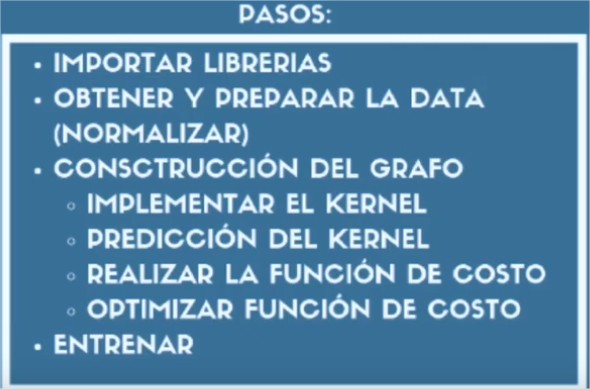 PASOS:
• IMPORTAR LIBRERIAS
• OBTENER Y PREPARAR LA DATA
(NORMALIZAR)
• CONSCTRUCCIÓN DEL GRAFO
◦ IMPLEMENTAR EL KERNEL
◦ PREDICCIÓN DEL KERNEL
◦ REALIZAR LA FUNCIÓN DE COSTO
◦ OPTIMIZAR FUNCIÓN DE COSTO
• ENTRENAR